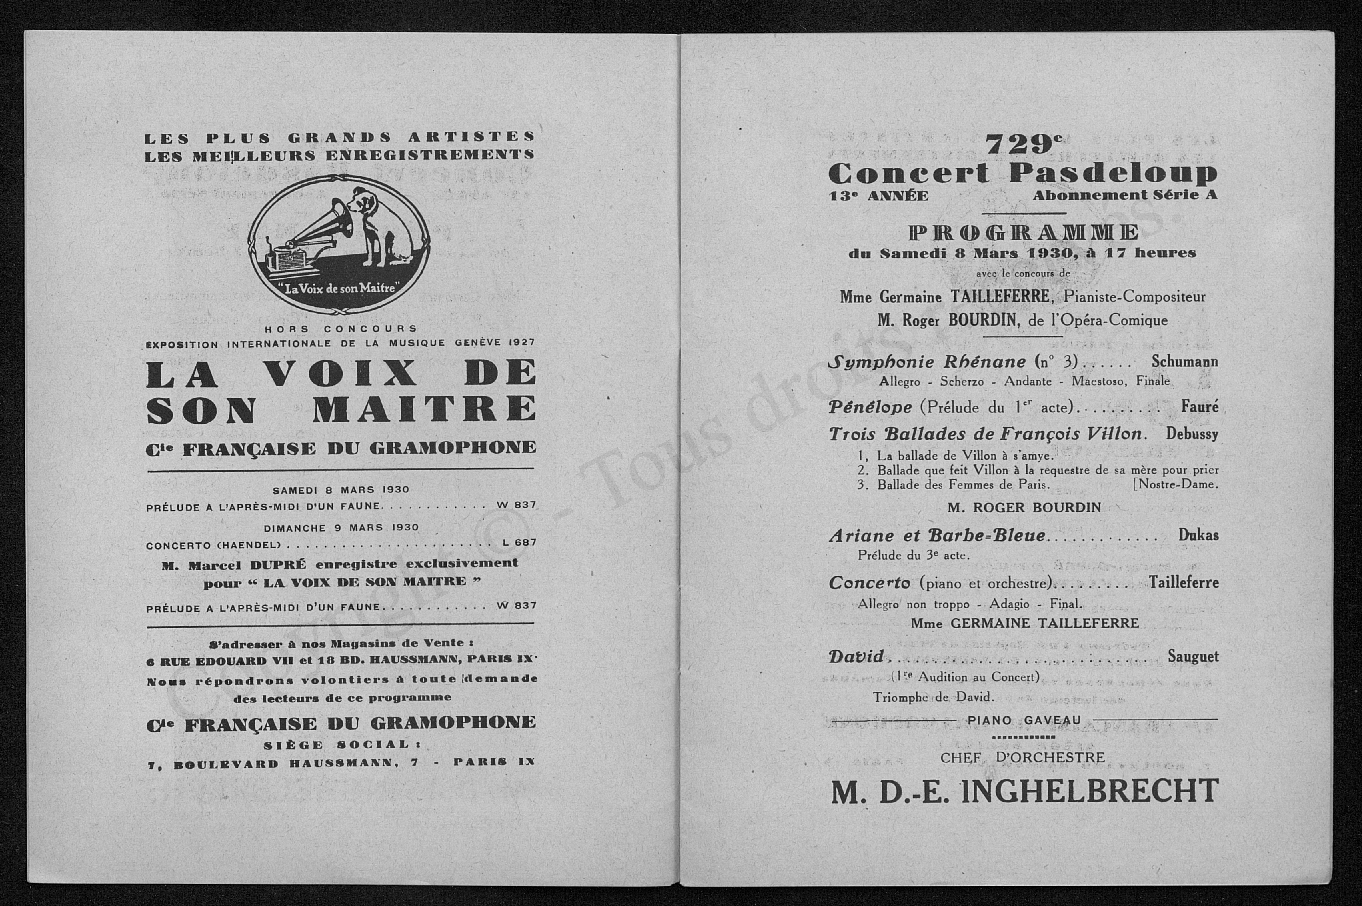 LES PLUS GRANDS ARTISTES
LES MEILLEURS ENREGISTREMENTS
"La Voix de son Maitre"
HORS CONCOURS
EXPOSITION INTERNATIONALE DE LA MUSIQUE GENÈVE 1927
LA VOIX DE
SON MAITRE
Cie FRANÇAISE DU GRAMOPHONE
SAMEDI 8 MARS 1930
PRÉLUDE A L'APRÈS-MIDI D'UN FAUNE. . . . . . . . . . . . W 837
DIMANCHE 9 MARS 1930
CONCERTO (HAENDEL) . . . . . . . . . . . . . . . . . . . . . . . L 687
M. Marcel DUPRÉ enregistre exclusivement
pour “ LA VOIX DE SON MAITRE ”
PRÉLUDE A L'APRÈS-MIDI D'UN FAUNE. . . . . . . . . . . . W 837
S'adresser à nos Magasins de Vente :
6 RUE EDOUARD VII et 18 BD. HAUSSMANN, PARIS IX·
Nous répondrons volontiers à toute demande
des lecteurs de ce programme
Cie FRANÇAISE DU GRAMOPHONE
SIÈGE SOCIAL :
7, BOULEVARD HAUSSMANN, 7 - PARIS IX
729e
Concert Pasdeloup
13e ANNÉE Abonnement Série A
PROGRAMME
du Samedi 8 Mars 1930, à 17 heures
avec le concours de
Mme Germaine TAILLEFERRE, Pianiste-Compositeur
M. Roger BOURDIN, de l'Opéra-Comique
Symphonie Rhénane (n° 3) . . . . . . Schumann
Allegro - Scherzo - Andante - Maestoso, Finale
Pénélope (Prélude du 1er acte). . . . . . . . . . Fauré
Trois Ballades de François Villon. Debussy
1, La ballade de Villon à s'amye.
2. Ballade que feit Villon à la requestre de sa mère pour prier
3. Ballade des Femmes de Paris. [Nostre-Dame.
M. ROGER BOURDIN
Ariane et Barbe-Bleue. . . . . . . . . . . . . Dukas
Prélude du 3e acte.
Concerto (piano et orchestre). . . . . . . . . Tailleferre
Allegro non troppo - Adagio - Final.
Mme GERMAINE TAILLEFERRE
David. . . . . . . . . . . . . . . . . . . . . . . . . . Sauguet
(1re Audition au Concert)
Triomphe de David.
PIANO GAVEAU
CHEF D'ORCHESTRE
M. D.-E. INGHELBRECHT
Copyright © - Tous droits